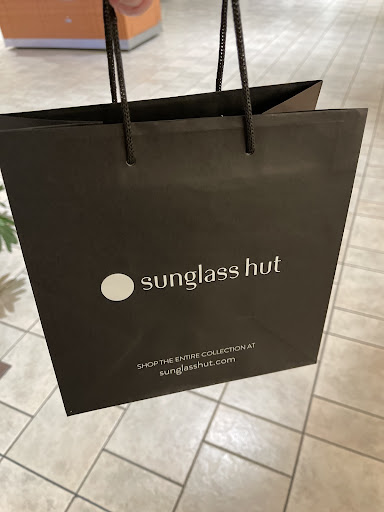 sunglass hut
SHOP THE ENTIRE COLLECTION AT
sunglasshut.com